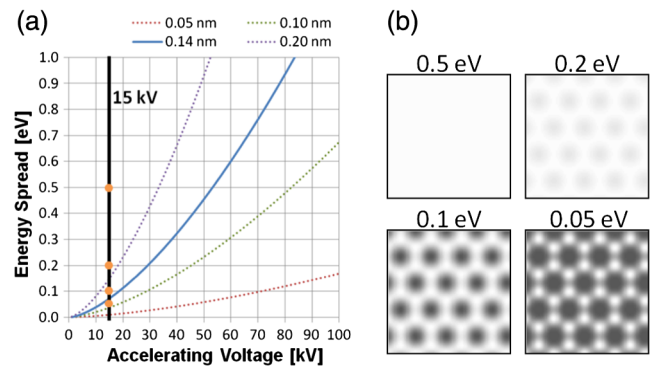 (a)
0.05 nm 0.10 nm
0.14 nm 0.20 nm
1.0
0.9
0.8
0.7
0.6
0.5
0.4
0.3
0.2
0.1
0.0
Energy Spread [eV]
15 kV
0 10 20 30 40 50 60 70 80 90 100
Accelerating Voltage [kV]
(b)
0.5 eV 0.2 eV
0.1 eV 0.05 eV